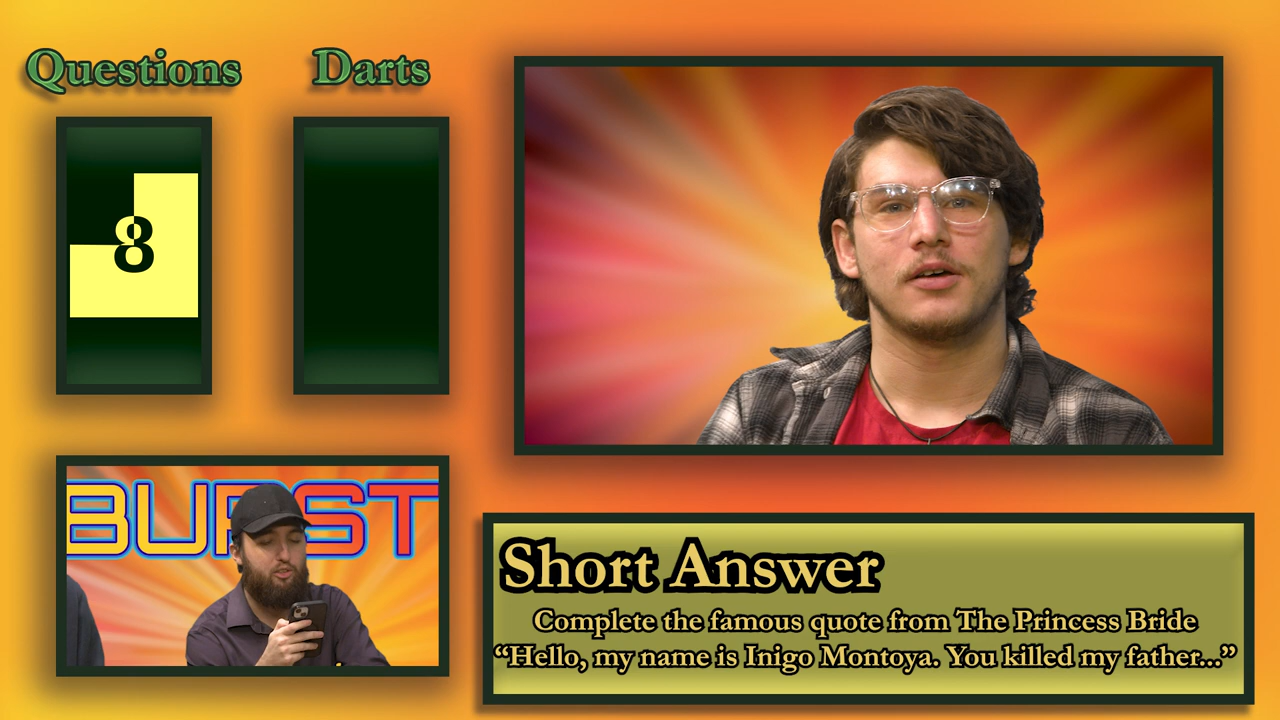 Questions
Darts
8
BURST
Short Answer
Complete the famous quote from The Princess Bride
“Hello, my name is Inigo Montoya. You killed my father...”